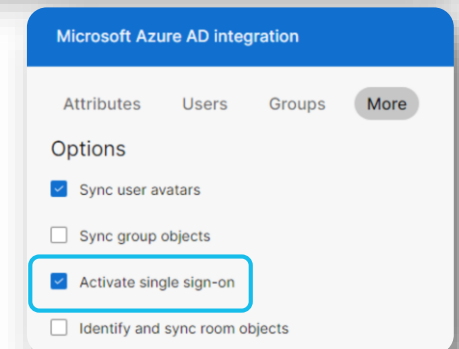 Microsoft Azure AD integration
Attributes Users Groups More
Options
Sync user avatars
Sync group objects
Activate single sign-on
Identify and sync room objects